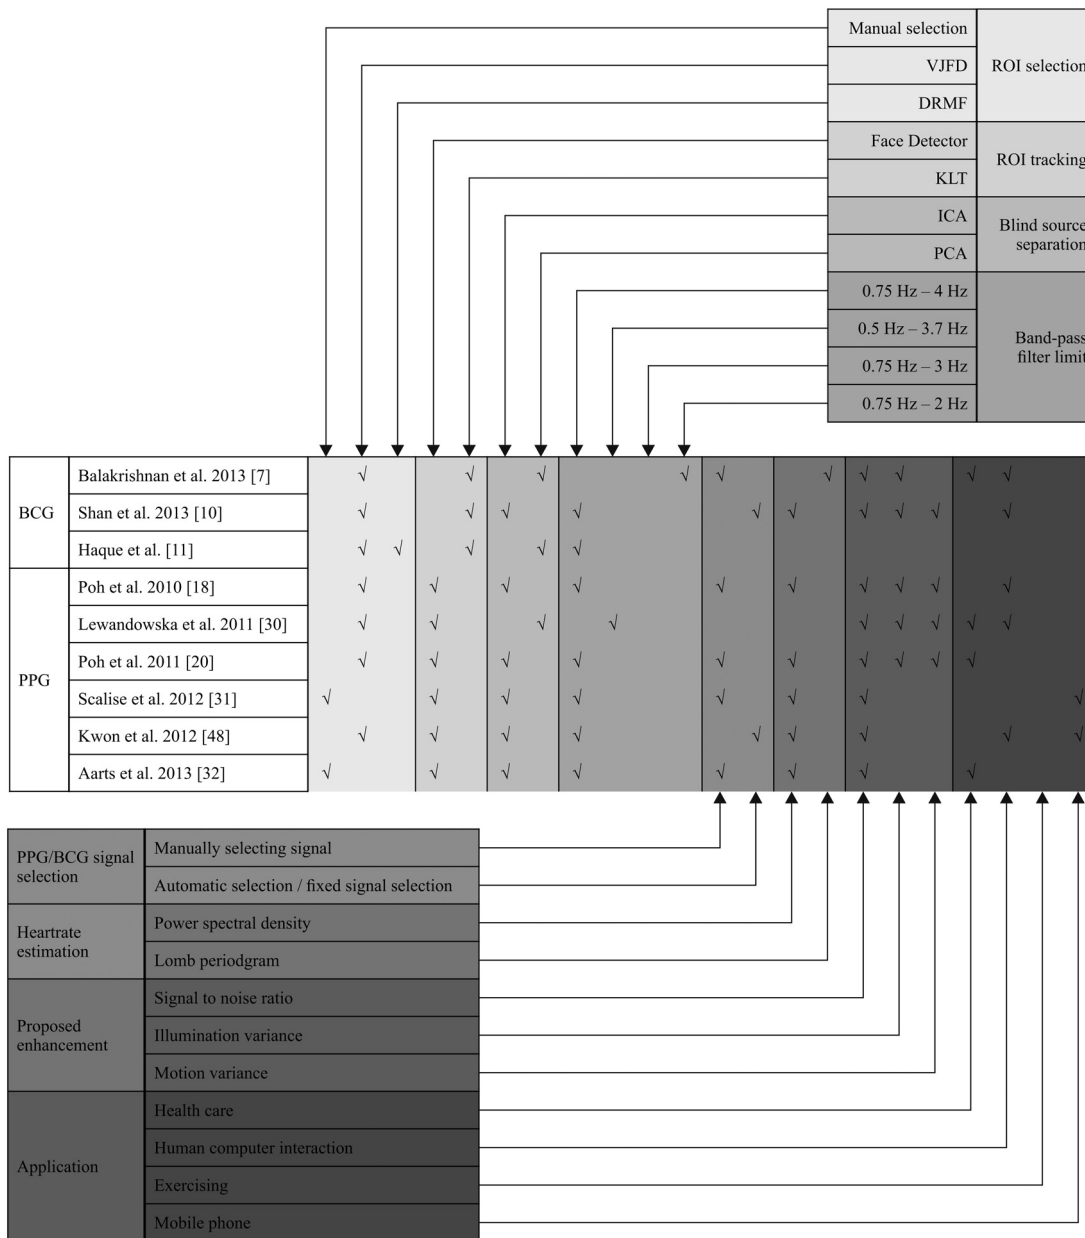 Manual selection
VJFD
DRMF
ROI selection
Face Detector
KLT
ROI tracking
ICA
PCA
Blind source
separation
0.75 Hz – 4 Hz
0.5 Hz – 3.7 Hz
0.75 Hz – 3 Hz
0.75 Hz – 2 Hz
Band-pass
filter limit
BCG
Balakrishnan et al. 2013 [7] √ √ √ √ √ √ √ √ √ √
Shan et al. 2013 [10] √ √ √ √ √ √ √ √ √ √
Haque et al. [11] √ √ √ √ √
PPG
Poh et al. 2010 [18] √ √ √ √ √ √ √ √ √ √
Lewandowska et al. 2011 [30] √ √ √ √ √ √ √ √ √
Poh et al. 2011 [20] √ √ √ √ √ √ √ √ √ √
Scalise et al. 2012 [31] √ √ √ √ √ √ √ √
Kwon et al. 2012 [48] √ √ √ √ √ √ √ √ √
Aarts et al. 2013 [32] √ √ √ √ √ √ √ √
PPG/BCG signal
selection
Manually selecting signal
Automatic selection / fixed signal selection
Heartrate
estimation
Power spectral density
Lomb periodgram
Proposed
enhancement
Signal to noise ratio
Illumination variance
Motion variance
Application
Health care
Human computer interaction
Exercising
Mobile phone